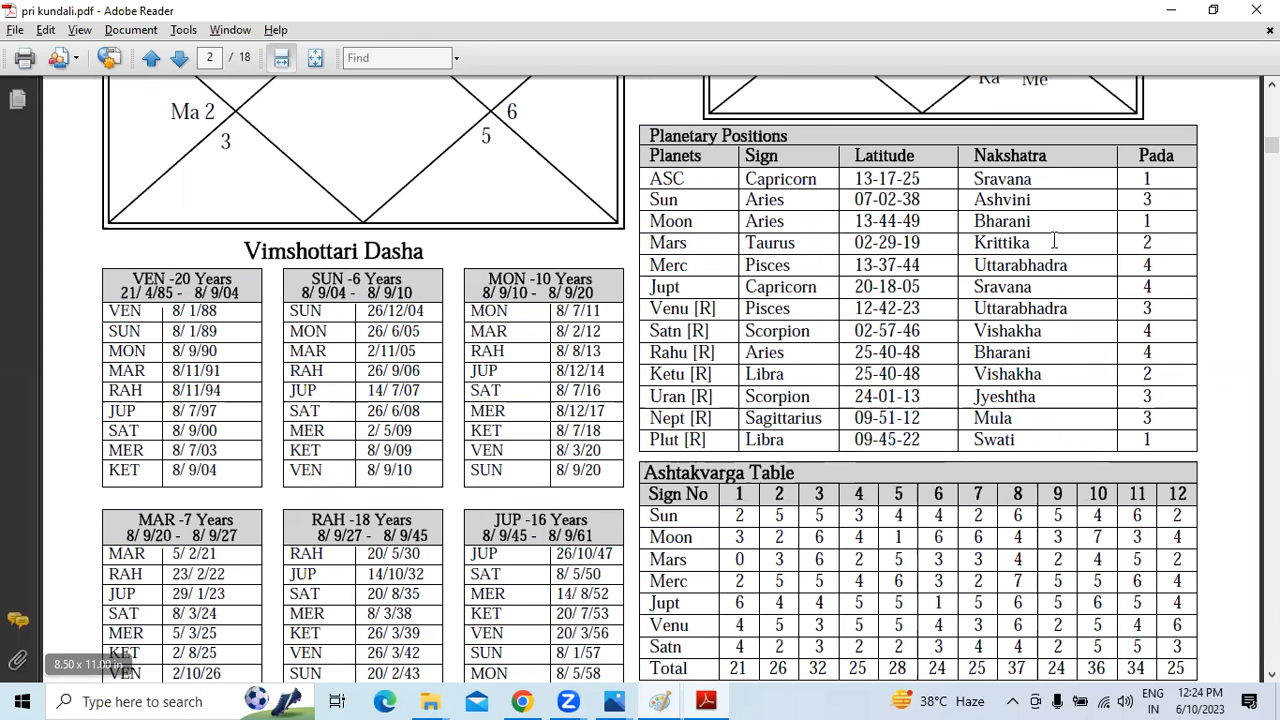 pri kundali.pdf - Adobe Reader
File Edit View Document Tools Window Help
2 / 18 Find
Ra Me
Ma 2
3
6
5
Vimshottari Dasha
VEN -20 Years
21/ 4/85 - 8/ 9/04
VEN 8/ 1/88
SUN 8/ 1/89
MON 8/ 9/90
MAR 8/11/91
RAH 8/11/94
JUP 8/ 7/97
SAT 8/ 9/00
MER 8/ 7/03
KET 8/ 9/04
SUN -6 Years
8/ 9/04 - 8/ 9/10
SUN 26/12/04
MON 26/ 6/05
MAR 2/11/05
RAH 26/ 9/06
JUP 14/ 7/07
SAT 26/ 6/08
MER 2/ 5/09
KET 8/ 9/09
VEN 8/ 9/10
MON -10 Years
8/ 9/10 - 8/ 9/20
MON 8/ 7/11
MAR 8/ 2/12
RAH 8/ 8/13
JUP 8/12/14
SAT 8/ 7/16
MER 8/12/17
KET 8/ 7/18
VEN 8/ 3/20
SUN 8/ 9/20
MAR -7 Years
8/ 9/20 - 8/ 9/27
MAR 5/ 2/21
RAH 23/ 2/22
JUP 29/ 1/23
SAT 8/ 3/24
MER 5/ 3/25
KET 2/ 8/25
VEN 2/10/26
RAH -18 Years
8/ 9/27 - 8/ 9/45
RAH 20/ 5/30
JUP 14/10/32
SAT 20/ 8/35
MER 8/ 3/38
KET 26/ 3/39
VEN 26/ 3/42
SUN 20/ 2/43
JUP -16 Years
8/ 9/45 - 8/ 9/61
JUP 26/10/47
SAT 8/ 5/50
MER 14/ 8/52
KET 20/ 7/53
VEN 20/ 3/56
SUN 8/ 1/57
MON 8/ 5/58
Planetary Positions
Planets Sign Latitude Nakshatra Pada
ASC Capricorn 13-17-25 Sravana 1
Sun Aries 07-02-38 Ashvini 3
Moon Aries 13-44-49 Bharani 1
Mars Taurus 02-29-19 Krittika 2
Merc Pisces 13-37-44 Uttarabhadra 4
Jupt Capricorn 20-18-05 Sravana 4
Venu [R] Pisces 12-42-23 Uttarabhadra 3
Satn [R] Scorpion 02-57-46 Vishakha 4
Rahu [R] Aries 25-40-48 Bharani 4
Ketu [R] Libra 25-40-48 Vishakha 2
Uran [R] Scorpion 24-01-13 Jyeshtha 3
Nept [R] Sagittarius 09-51-12 Mula 3
Plut [R] Libra 09-45-22 Swati 1
Ashtakvarga Table
Sign No 1 2 3 4 5 6 7 8 9 10 11 12
Sun 2 5 5 3 4 4 2 6 5 4 6 2
Moon 3 2 6 4 1 6 6 4 3 7 3 4
Mars 0 3 6 2 5 3 3 4 2 4 5 2
Merc 2 5 5 4 6 3 2 7 5 5 6 4
Jupt 6 4 4 5 5 1 5 6 5 6 5 4
Venu 4 5 3 5 5 4 3 6 2 5 4 6
Satn 4 2 3 2 2 3 4 4 2 5 5 3
Total 21 26 32 25 28 24 25 37 24 36 34 25
8.50 x 11.00 in
Type here to search
38°C Haze
ENG
IN
12:24 PM
6/10/2023